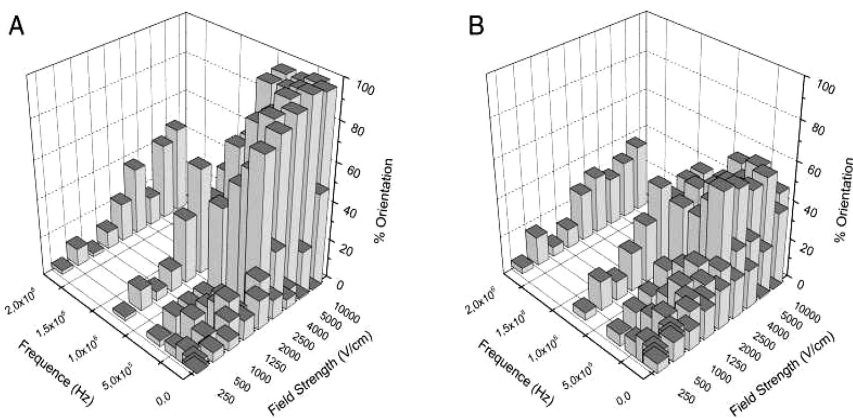 A
100
80
60
40
20
0
% Orientation
2.0x10⁶
1.5x10⁶
1.0x10⁶
5.0x10⁵
0.0
Frequence (Hz)
250
500
1000
1250
2000
2500
4000
5000
10000
Field Strength (V/cm)
B
100
80
60
40
20
0
% Orientation
2.0x10⁶
1.5x10⁶
1.0x10⁶
5.0x10⁵
0.0
Frequence (Hz)
250
500
1000
1250
2000
2500
4000
5000
10000
Field Strength (V/cm)